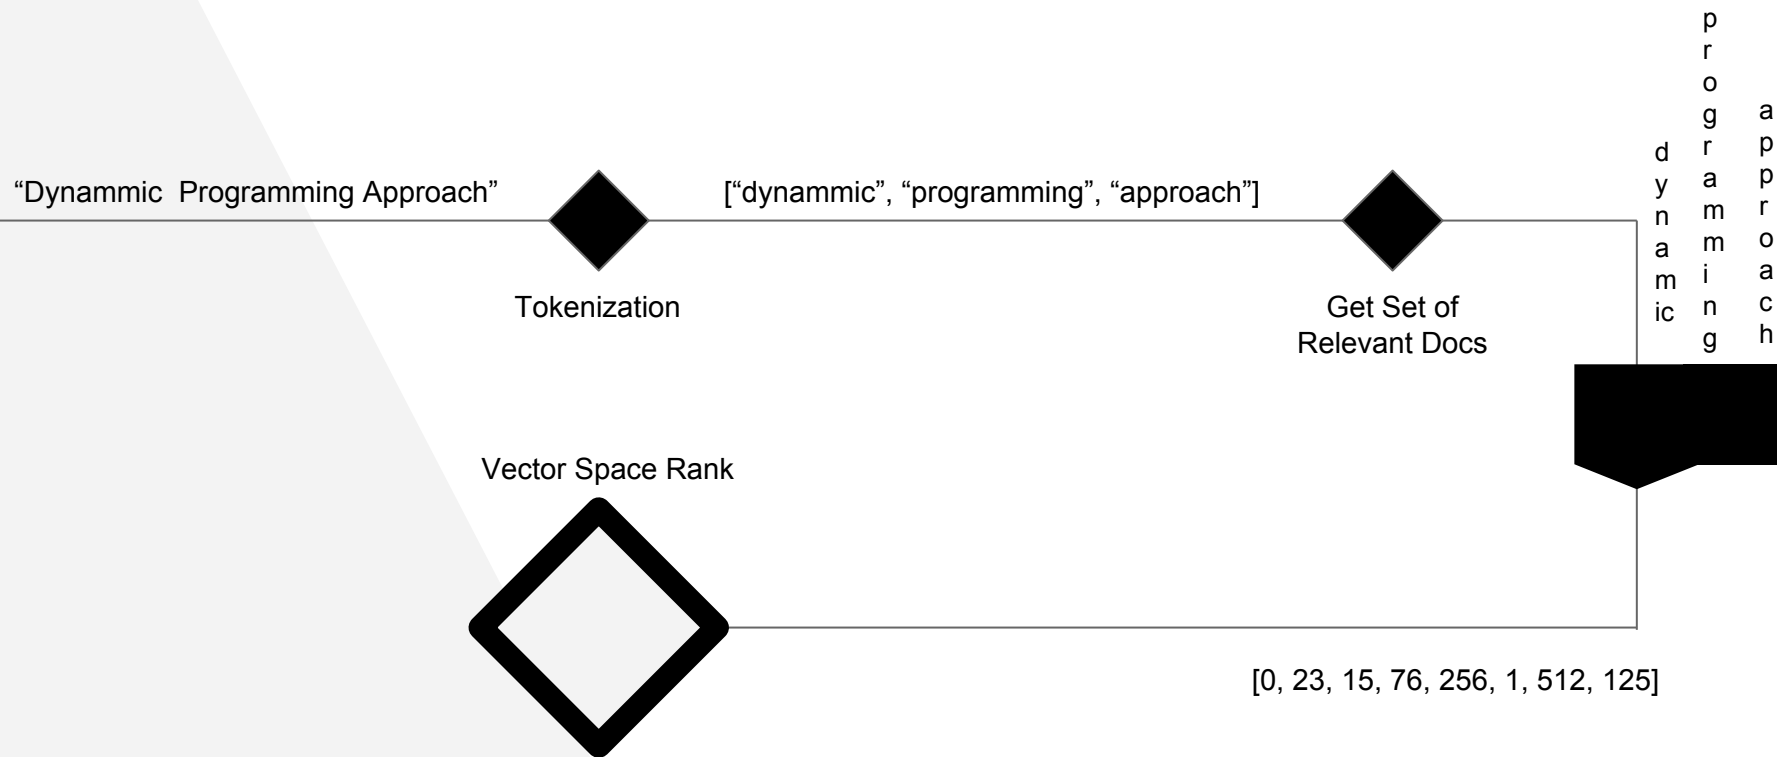 “Dynammic  Programming Approach”
[“dynammic”, “programming”, “approach”]
Tokenization
Get Set of
Relevant Docs
d
y
n
a
m
ic
p
r
o
g
r
a
m
m
i
n
g
a
p
p
r
o
a
c
h
Vector Space Rank
[0, 23, 15, 76, 256, 1, 512, 125]